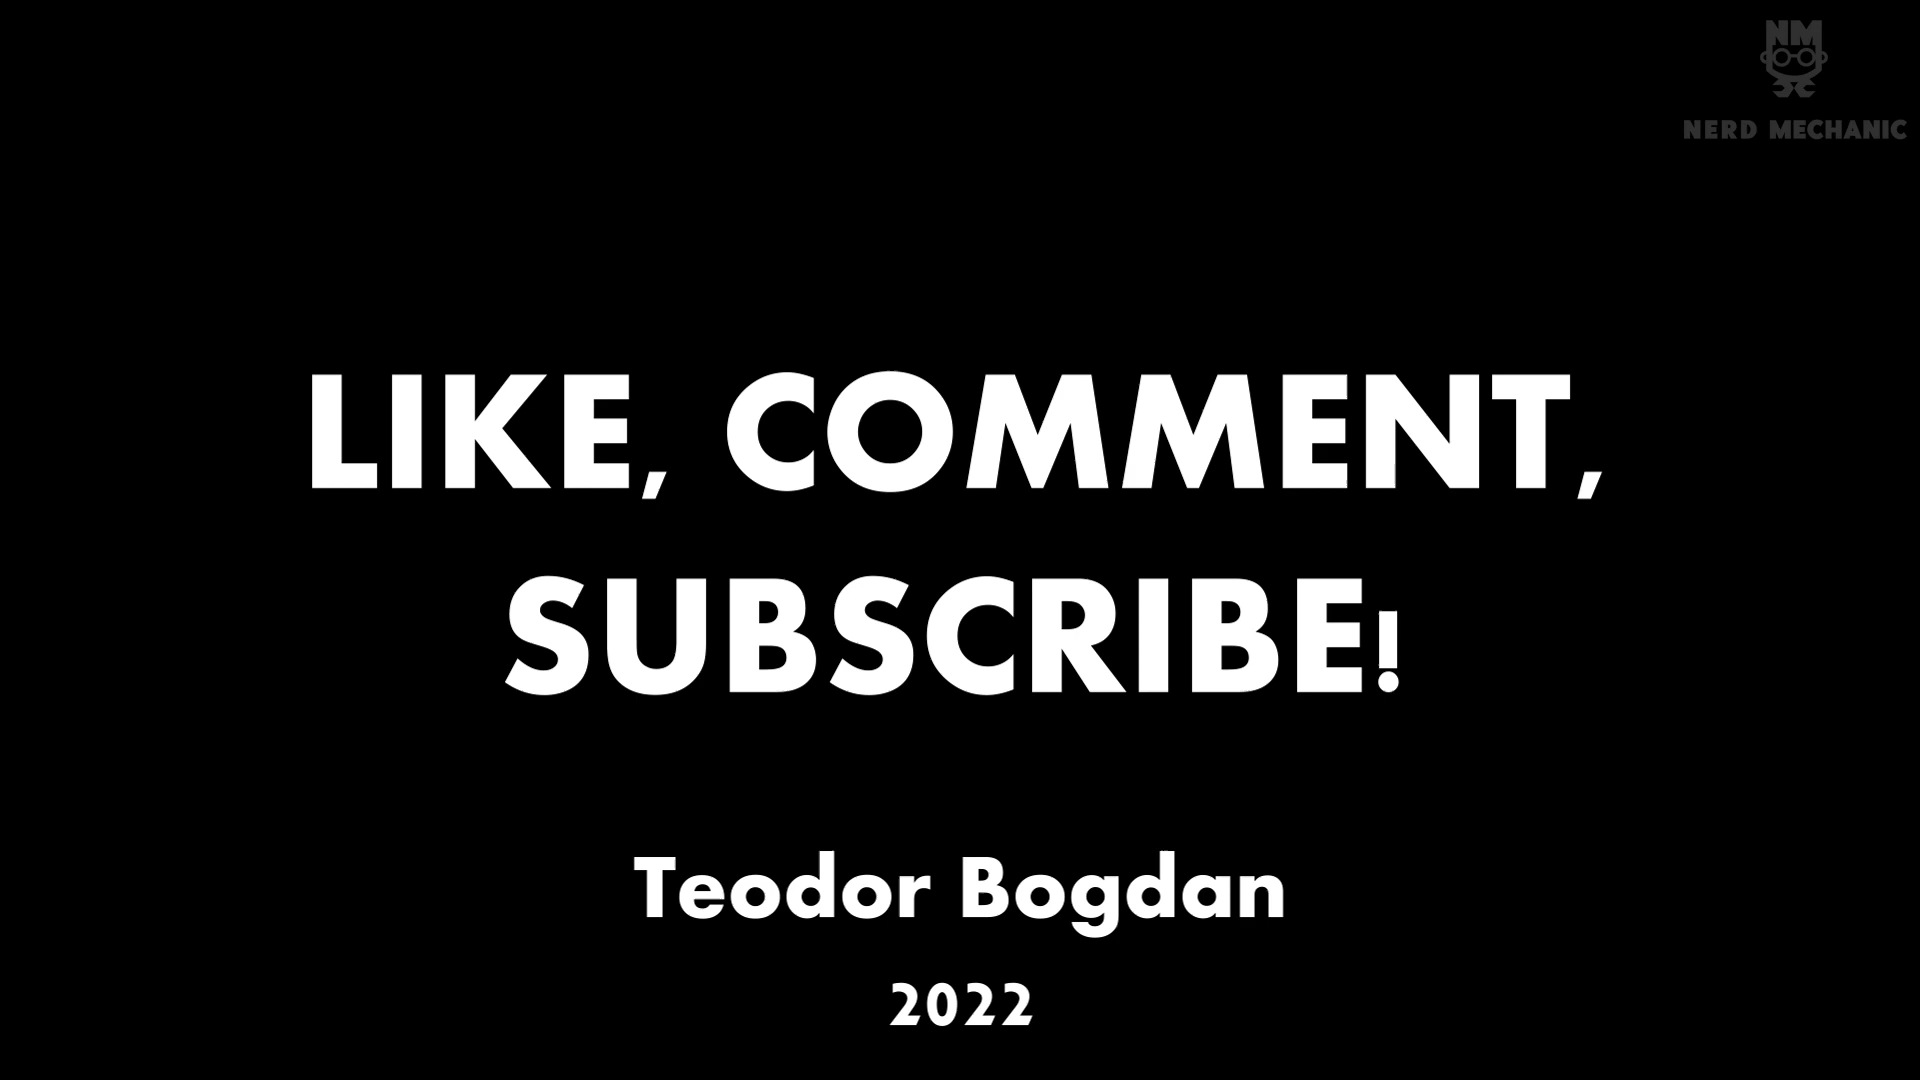 NM
NERD MECHANIC
LIKE, COMMENT,
SUBSCRIBE!
Teodor Bogdan
2022